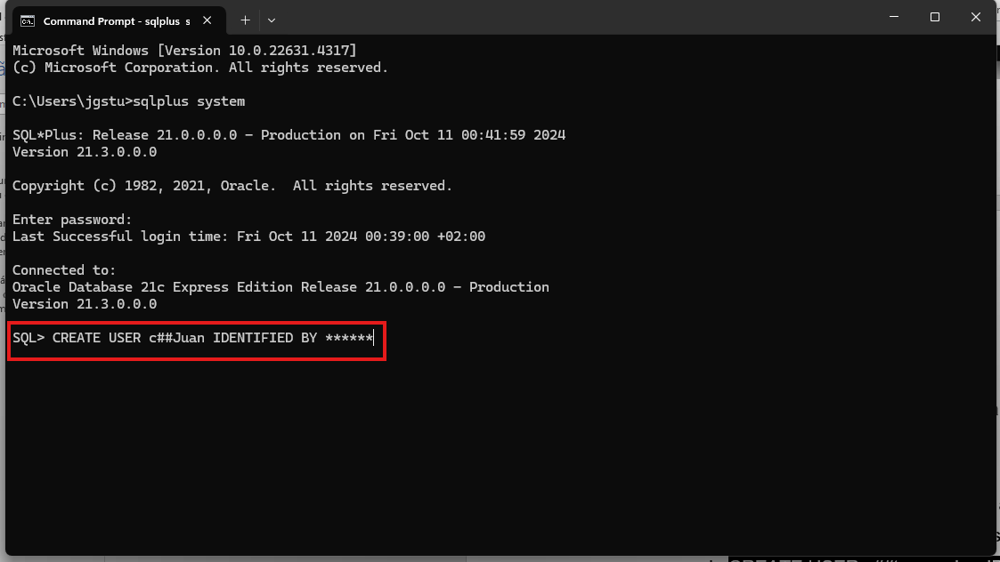 Command Prompt - sqlplus s
Microsoft Windows [Version 10.0.22631.4317]
(c) Microsoft Corporation. All rights reserved.
C:\Users\jgstu>sqlplus system
SQL*Plus: Release 21.0.0.0.0 - Production on Fri Oct 11 00:41:59 2024
Version 21.3.0.0.0
Copyright (c) 1982, 2021, Oracle.  All rights reserved.
Enter password:
Last Successful login time: Fri Oct 11 2024 00:39:00 +02:00
Connected to:
Oracle Database 21c Express Edition Release 21.0.0.0.0 - Production
Version 21.3.0.0.0
SQL> CREATE USER c##Juan IDENTIFIED BY ******